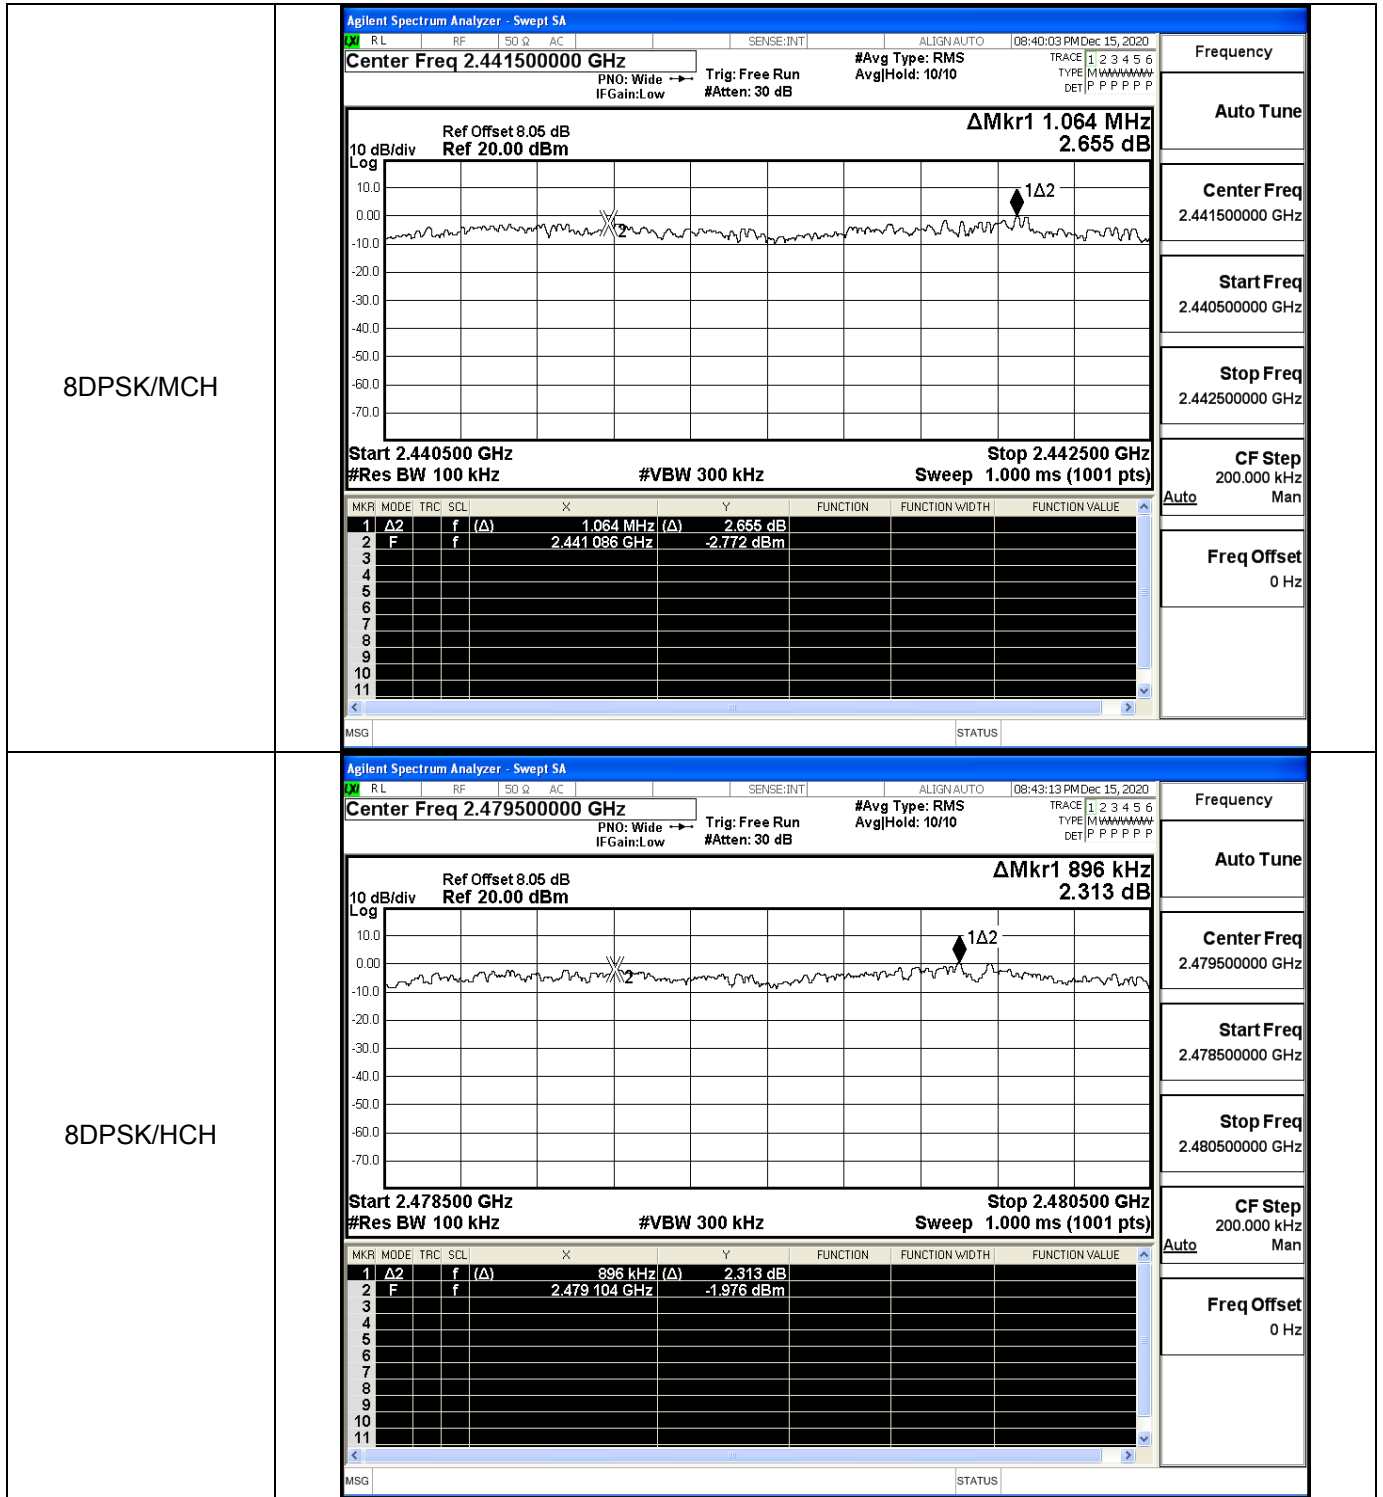 8DPSK/MCH
Agilent Spectrum Analyzer - Swept SA
LXI RL RF 50 Ω AC SENSE:INT ALIGN AUTO 08:40:03 PM Dec 15, 2020
Center Freq 2.441500000 GHz
PNO: Wide
IFGain:Low
Trig: Free Run
#Atten: 30 dB
#Avg Type: RMS
Avg|Hold: 10/10
TRACE 1 2 3 4 5 6
TYPE M
DET P P P P P P
ΔMkr1 1.064 MHz
2.655 dB
Ref Offset 8.05 dB
10 dB/div Ref 20.00 dBm
Log
10.0
0.00
-10.0
-20.0
-30.0
-40.0
-50.0
-60.0
-70.0
1Δ2
2
Start 2.440500 GHz Stop 2.442500 GHz
#Res BW 100 kHz #VBW 300 kHz Sweep 1.000 ms (1001 pts)
MKR MODE TRC SCL X Y FUNCTION FUNCTION WIDTH FUNCTION VALUE
1 Δ2 f (Δ) 1.064 MHz (Δ) 2.655 dB
2 F f 2.441 086 GHz -2.772 dBm
3
4
5
6
7
8
9
10
11
MSG STATUS
Frequency
Auto Tune
Center Freq
2.441500000 GHz
Start Freq
2.440500000 GHz
Stop Freq
2.442500000 GHz
CF Step
200.000 kHz
Auto Man
Freq Offset
0 Hz
8DPSK/HCH
Agilent Spectrum Analyzer - Swept SA
LXI RL RF 50 Ω AC SENSE:INT ALIGN AUTO 08:43:13 PM Dec 15, 2020
Center Freq 2.479500000 GHz
PNO: Wide
IFGain:Low
Trig: Free Run
#Atten: 30 dB
#Avg Type: RMS
Avg|Hold: 10/10
TRACE 1 2 3 4 5 6
TYPE M
DET P P P P P P
ΔMkr1 896 kHz
2.313 dB
Ref Offset 8.05 dB
10 dB/div Ref 20.00 dBm
Log
10.0
0.00
-10.0
-20.0
-30.0
-40.0
-50.0
-60.0
-70.0
1Δ2
2
Start 2.478500 GHz Stop 2.480500 GHz
#Res BW 100 kHz #VBW 300 kHz Sweep 1.000 ms (1001 pts)
MKR MODE TRC SCL X Y FUNCTION FUNCTION WIDTH FUNCTION VALUE
1 Δ2 f (Δ) 896 kHz (Δ) 2.313 dB
2 F f 2.479 104 GHz -1.976 dBm
3
4
5
6
7
8
9
10
11
MSG STATUS
Frequency
Auto Tune
Center Freq
2.479500000 GHz
Start Freq
2.478500000 GHz
Stop Freq
2.480500000 GHz
CF Step
200.000 kHz
Auto Man
Freq Offset
0 Hz